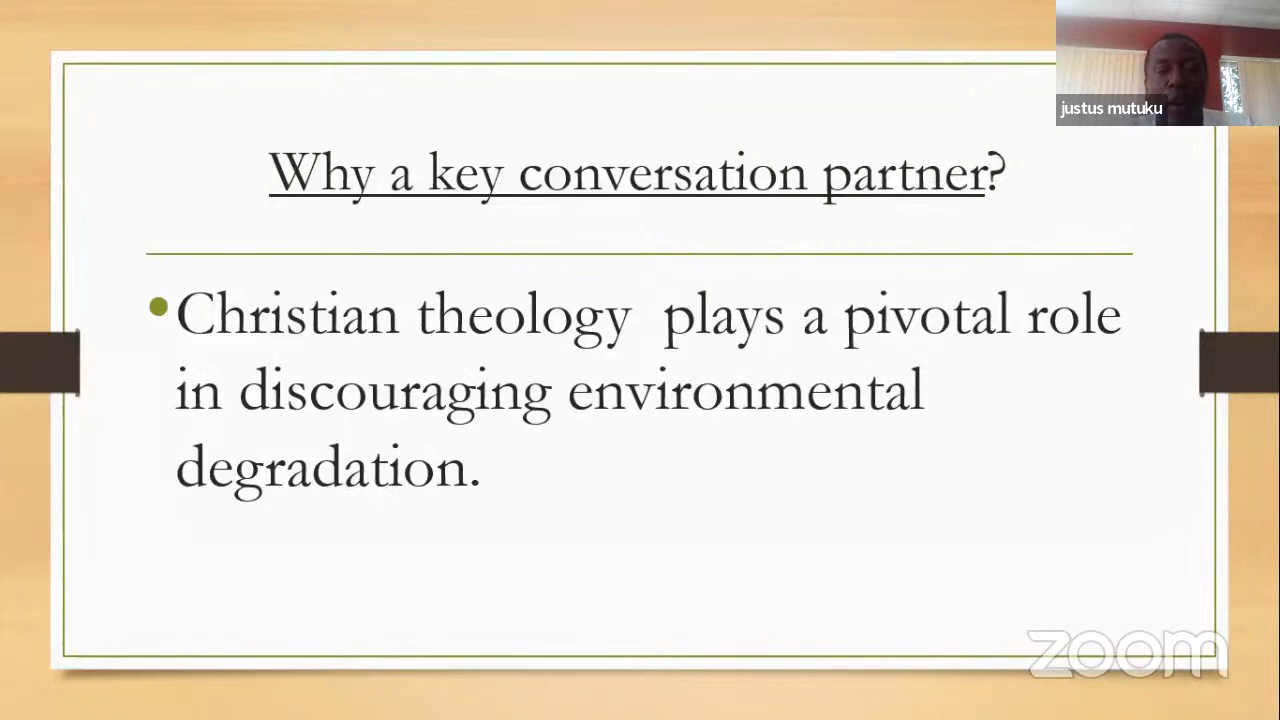 justus mutuku
Why a key conversation partner?
•Christian theology plays a pivotal role
in discouraging environmental
degradation.
zoom